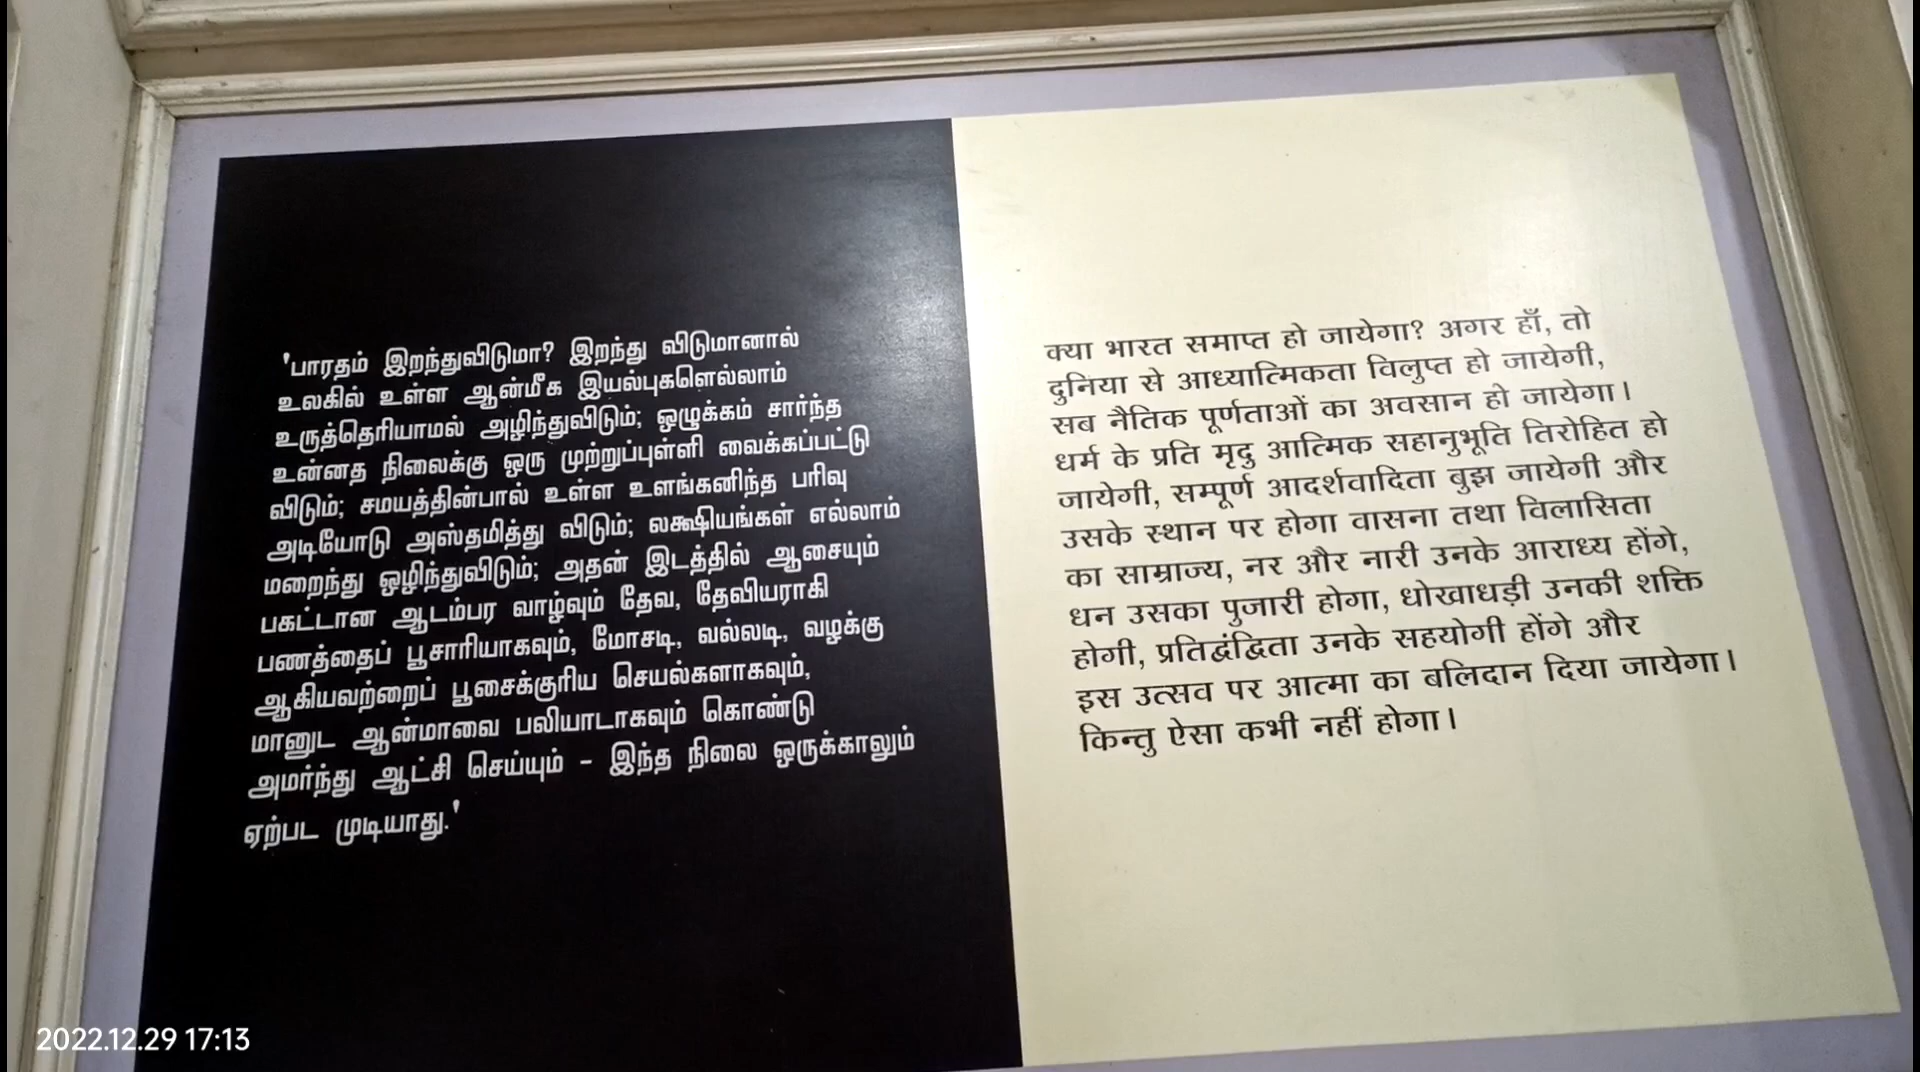 'பாரதம் இறந்துவிடுமா? இறந்து விடுமானால்
உலகில் உள்ள ஆன்மீக இயல்புகளெல்லாம்
உருத்தெரியாமல் அழிந்துவிடும்; ஒழுக்கம் சார்ந்த
உன்னத நிலைக்கு ஒரு முற்றுப்புள்ளி வைக்கப்பட்டு
விடும்; சமயத்தின்பால் உள்ள உளங்கனிந்த பரிவு
அடியோடு அஸ்தமித்து விடும்; லக்ஷியங்கள் எல்லாம்
மறைந்து ஒழிந்துவிடும்; அதன் இடத்தில் ஆசையும்
பகட்டான ஆடம்பர வாழ்வும் தேவ, தேவியராகி
பணத்தைப் பூசாரியாகவும், மோசடி, வல்லடி, வழக்கு
ஆகியவற்றைப் பூசைக்குரிய செயல்களாகவும்,
மானுட ஆன்மாவை பலியாடாகவும் கொண்டு
அமர்ந்து ஆட்சி செய்யும் - இந்த நிலை ஒருக்காலும்
ஏற்பட முடியாது.'
क्या भारत समाप्त हो जायेगा? अगर हाँ, तो
दुनिया से आध्यात्मिकता विलुप्त हो जायेगी,
सब नैतिक पूर्णताओं का अवसान हो जायेगा।
धर्म के प्रति मृदु आत्मिक सहानुभूति तिरोहित हो
जायेगी, सम्पूर्ण आदर्शवादिता बुझ जायेगी और
उसके स्थान पर होगा वासना तथा विलासिता
का साम्राज्य, नर और नारी उनके आराध्य होंगे,
धन उसका पुजारी होगा, धोखाधड़ी उनकी शक्ति
होगी, प्रतिद्वंद्विता उनके सहयोगी होंगे और
इस उत्सव पर आत्मा का बलिदान दिया जायेगा।
किन्तु ऐसा कभी नहीं होगा।
2022.12.29 17:13